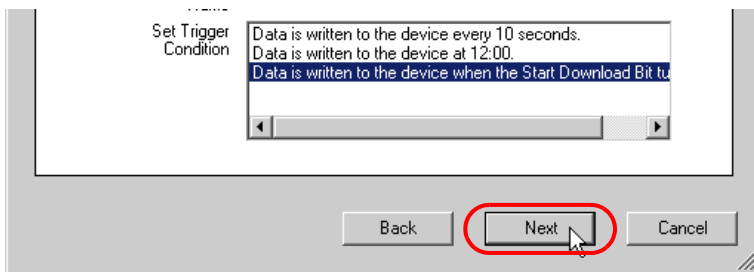 Set Trigger
Condition
Data is written to the device every 10 seconds.
Data is written to the device at 12:00.
Data is written to the device when the Start Download Bit tu
Back Next Cancel